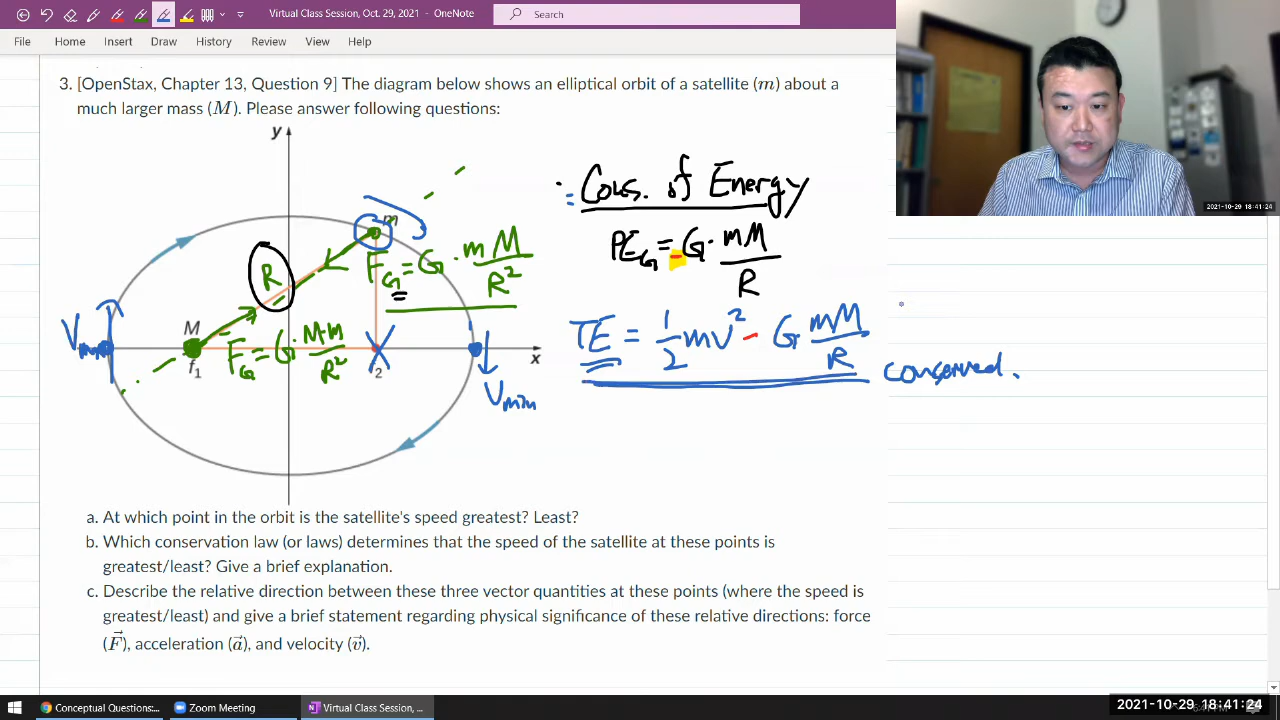 Virtual Class Session, Oct. 29, 2021 - OneNote
Search
File Home Insert Draw History Review View Help
3. [OpenStax, Chapter 13, Question 9] The diagram below shows an elliptical orbit of a satellite (m) about a
much larger mass (M). Please answer following questions:
y
m
F_G = G · mM/R²
R
M
f₁
F_G = G · M·m/R²
2
x
V_max
V_min
Cons. of Energy
PE_G = -G · mM/R
TE = 1/2 mv² - G mM/R
conserved.
a. At which point in the orbit is the satellite's speed greatest? Least?
b. Which conservation law (or laws) determines that the speed of the satellite at these points is
greatest/least? Give a brief explanation.
c. Describe the relative direction between these three vector quantities at these points (where the speed is
greatest/least) and give a brief statement regarding physical significance of these relative directions: force
(F⃗), acceleration (a⃗), and velocity (v⃗).
2021-10-29 18:41:24
Conceptual Questions:... Zoom Meeting Virtual Class Session, ...
2021-10-29 18:41:24